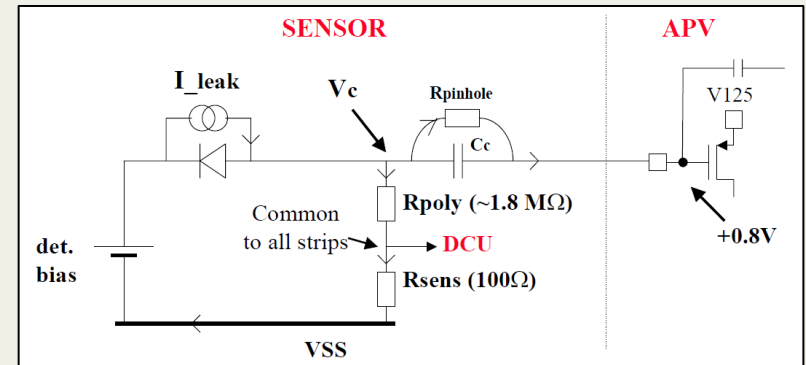 SENSOR
APV
I_leak
Vc
Rpinhole
V125
Cc
Rpoly (~1.8 MΩ)
Common
to all strips
DCU
+0.8V
det.
bias
Rsens (100Ω)
VSS